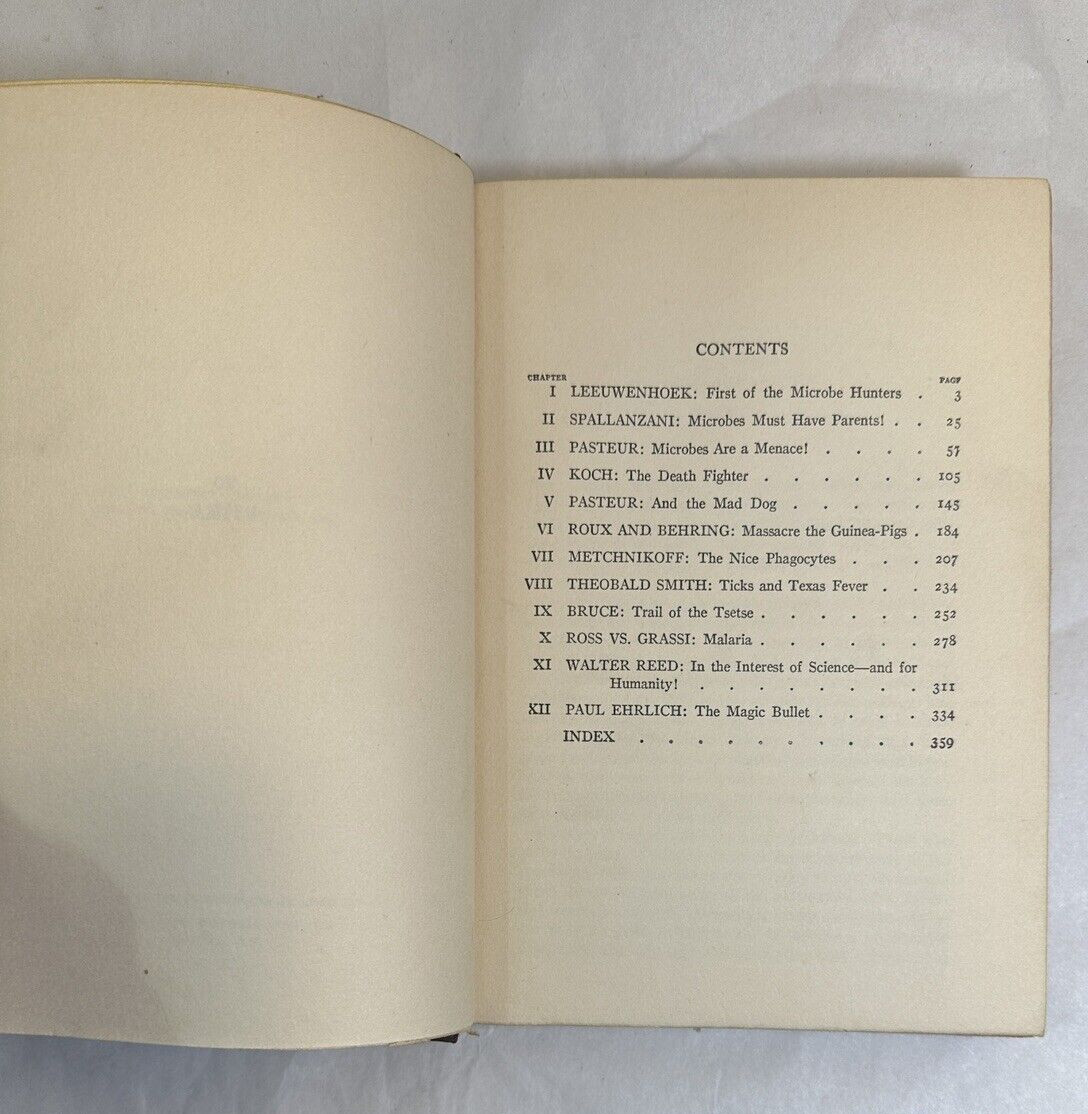 CONTENTS
CHAPTER PAGE
I LEEUWENHOEK: First of the Microbe Hunters . 3
II SPALLANZANI: Microbes Must Have Parents! . . 25
III PASTEUR: Microbes Are a Menace! . . . . 57
IV KOCH: The Death Fighter . . . . . . 105
V PASTEUR: And the Mad Dog . . . . . 145
VI ROUX AND BEHRING: Massacre the Guinea-Pigs . 184
VII METCHNIKOFF: The Nice Phagocytes . . . 207
VIII THEOBALD SMITH: Ticks and Texas Fever . . 234
IX BRUCE: Trail of the Tsetse . . . . . . 252
X ROSS VS. GRASSI: Malaria . . . . . . 278
XI WALTER REED: In the Interest of Science—and for
Humanity! . . . . . . . . 311
XII PAUL EHRLICH: The Magic Bullet . . . . 334
INDEX . . . . . . . . . . 359